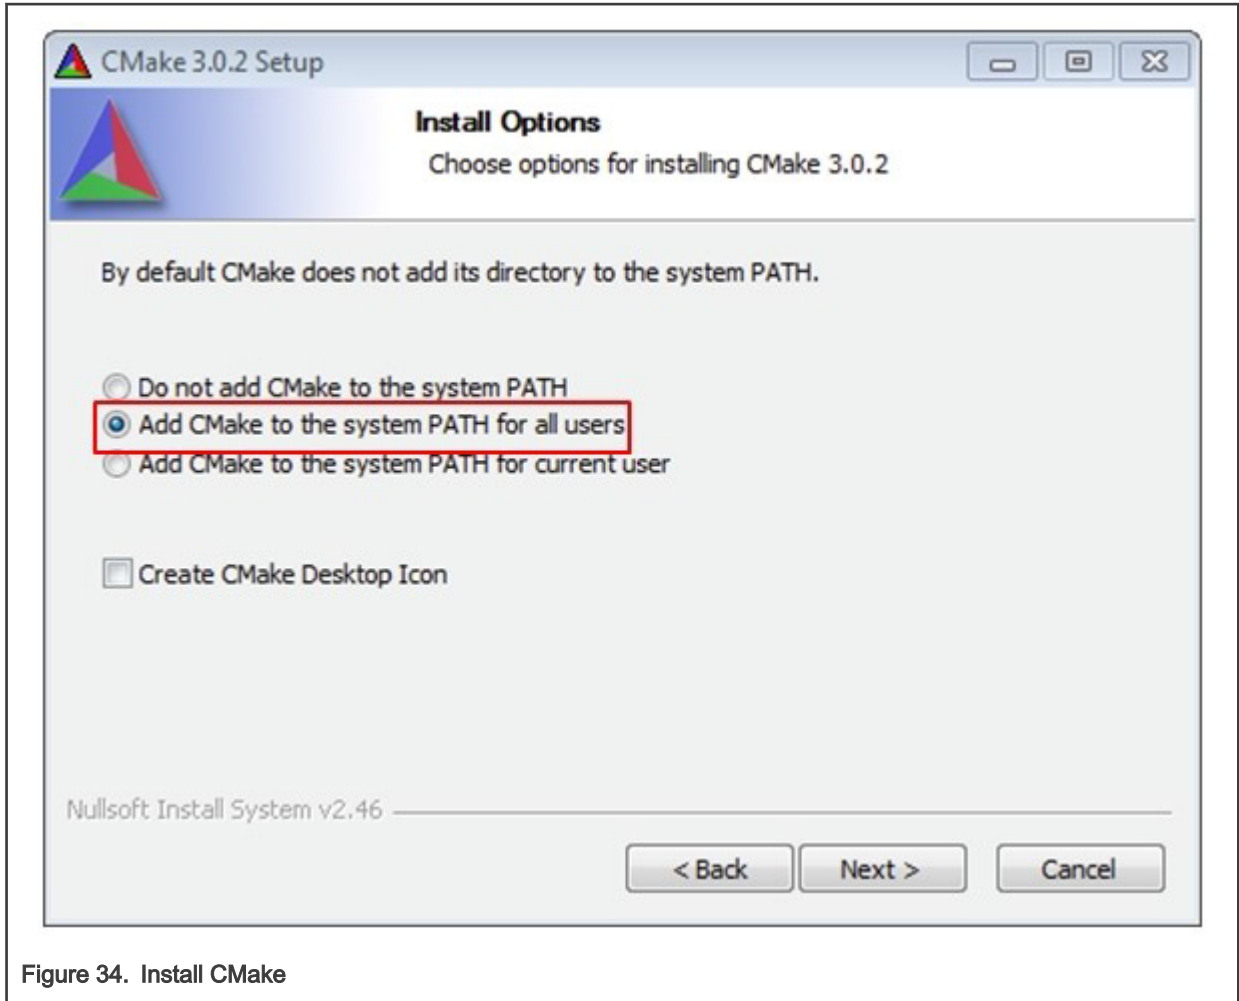 CMake 3.0.2 Setup
Install Options
Choose options for installing CMake 3.0.2
By default CMake does not add its directory to the system PATH.
Do not add CMake to the system PATH
Add CMake to the system PATH for all users
Add CMake to the system PATH for current user
Create CMake Desktop Icon
Nullsoft Install System v2.46
< Back Next > Cancel
Figure 34. Install CMake